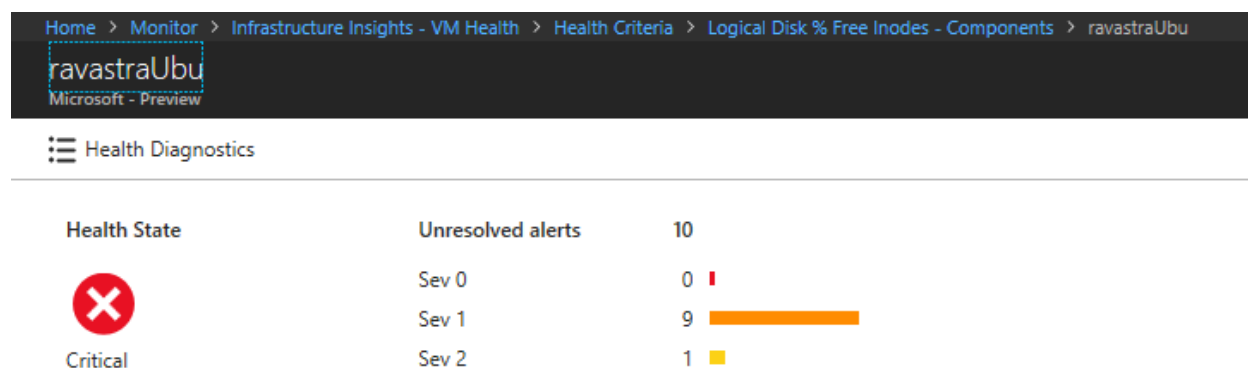 Home > Monitor > Infrastructure Insights - VM Health > Health Criteria > Logical Disk % Free Inodes - Components > ravastraUbu
ravastraUbu
Microsoft - Preview
Health Diagnostics
Health State Unresolved alerts 10
Sev 0 0
Sev 1 9
Critical Sev 2 1